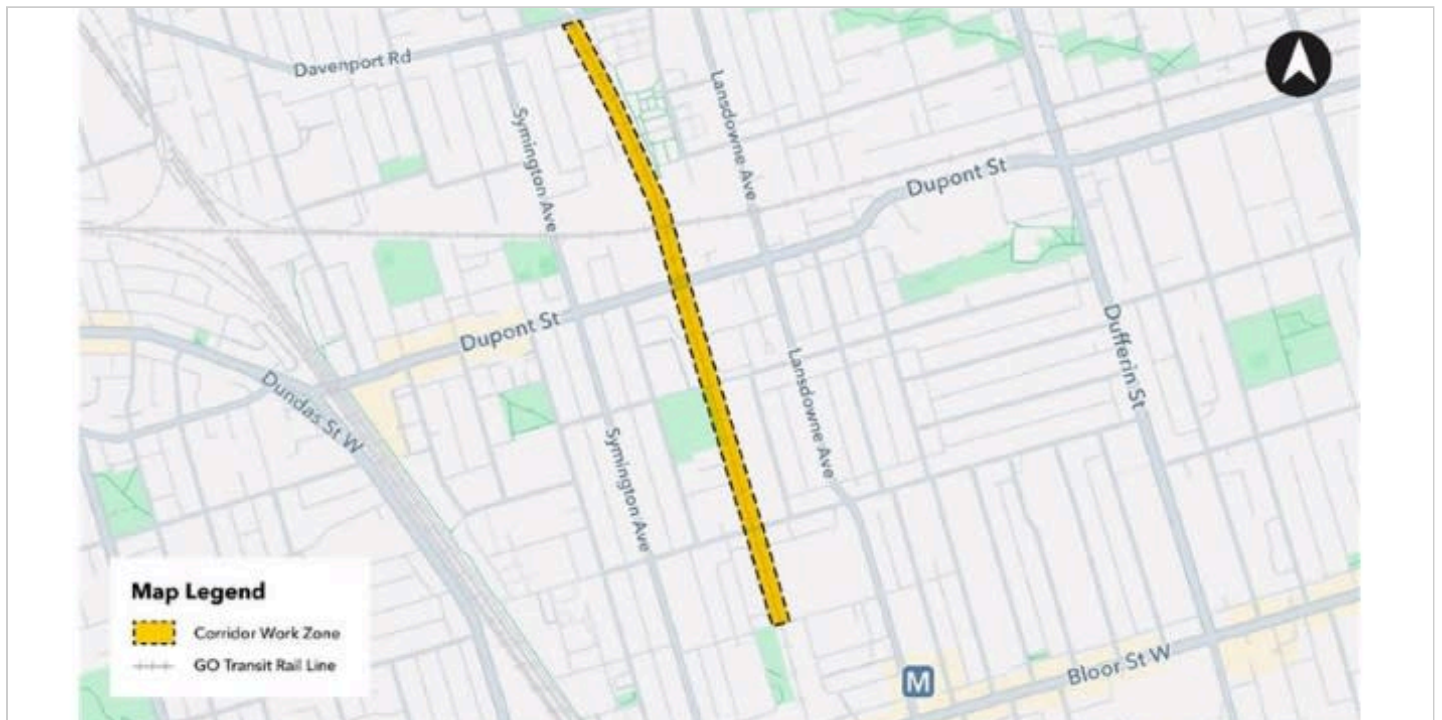 Davenport Rd
Symington Ave
Lansdowne Ave
Dupont St
Dupont St
Dundas St W
Symington Ave
Lansdowne Ave
Dufferin St
Map Legend
Corridor Work Zone
GO Transit Rail Line
M
Bloor St W